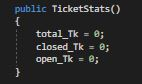 public TicketStats()
{
    total_Tk = 0;
    closed_Tk = 0;
    open_Tk = 0;
}